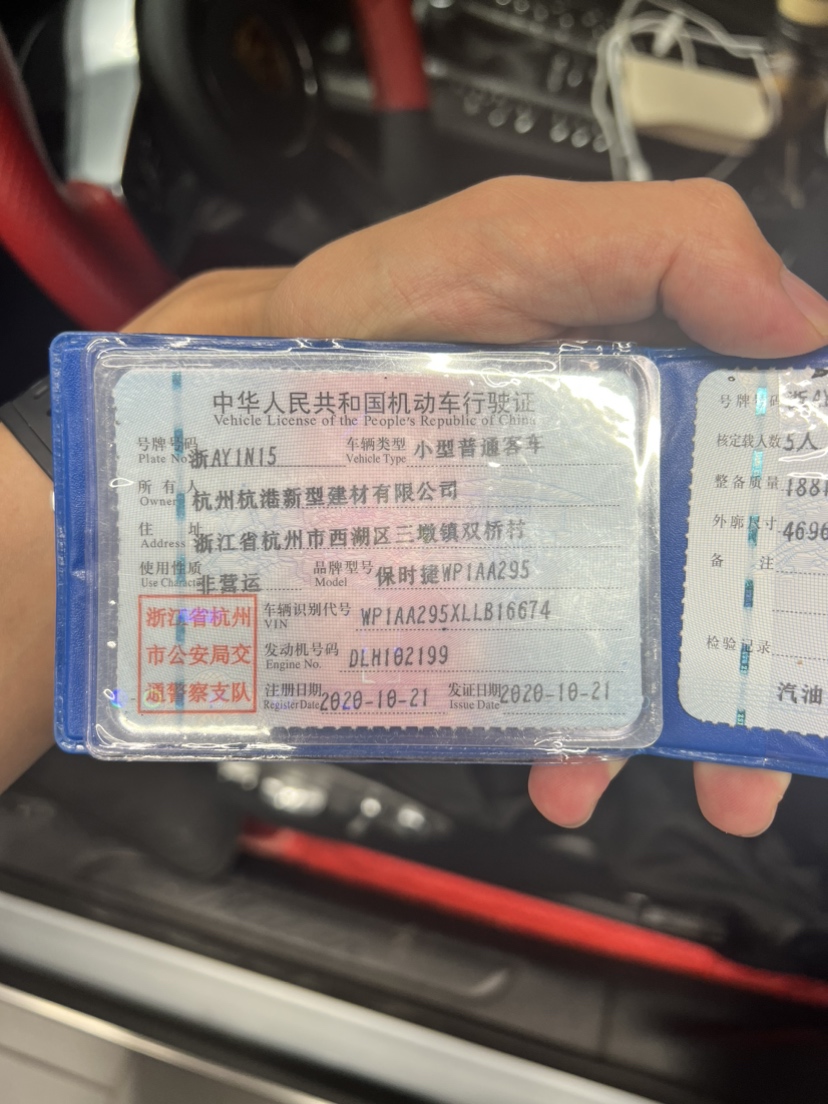 中华人民共和国机动车行驶证
Vehicle License of the People's Republic of China
号牌号码 浙AY1N15 车辆类型 小型普通客车
Plate No. Vehicle Type
所有人 杭州杭浩新型建材有限公司
Owner
住址 浙江省杭州市西湖区三墩镇双桥村
Address
使用性质 非营运 品牌型号 保时捷WP1AA295
Use Character Model
浙江省杭州
市公安局交
通警察支队
车辆识别代号 WP1AA295XLLB16674
VIN
发动机号码 DLH102199
Engine No.
注册日期 2020-10-21 发证日期 2020-10-21
Register Date Issue Date
号牌号码
核定载人数 5人
整备质量 1881
外廓尺寸 4696
备注
检验记录
汽油